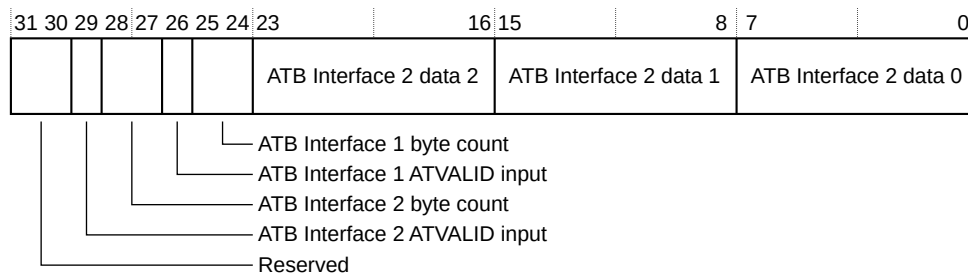 31 30 29 28 27 26 25 24 23 16 15 8 7 0
ATB Interface 2 data 2 ATB Interface 2 data 1 ATB Interface 2 data 0
ATB Interface 1 byte count
ATB Interface 1 ATVALID input
ATB Interface 2 byte count
ATB Interface 2 ATVALID input
Reserved